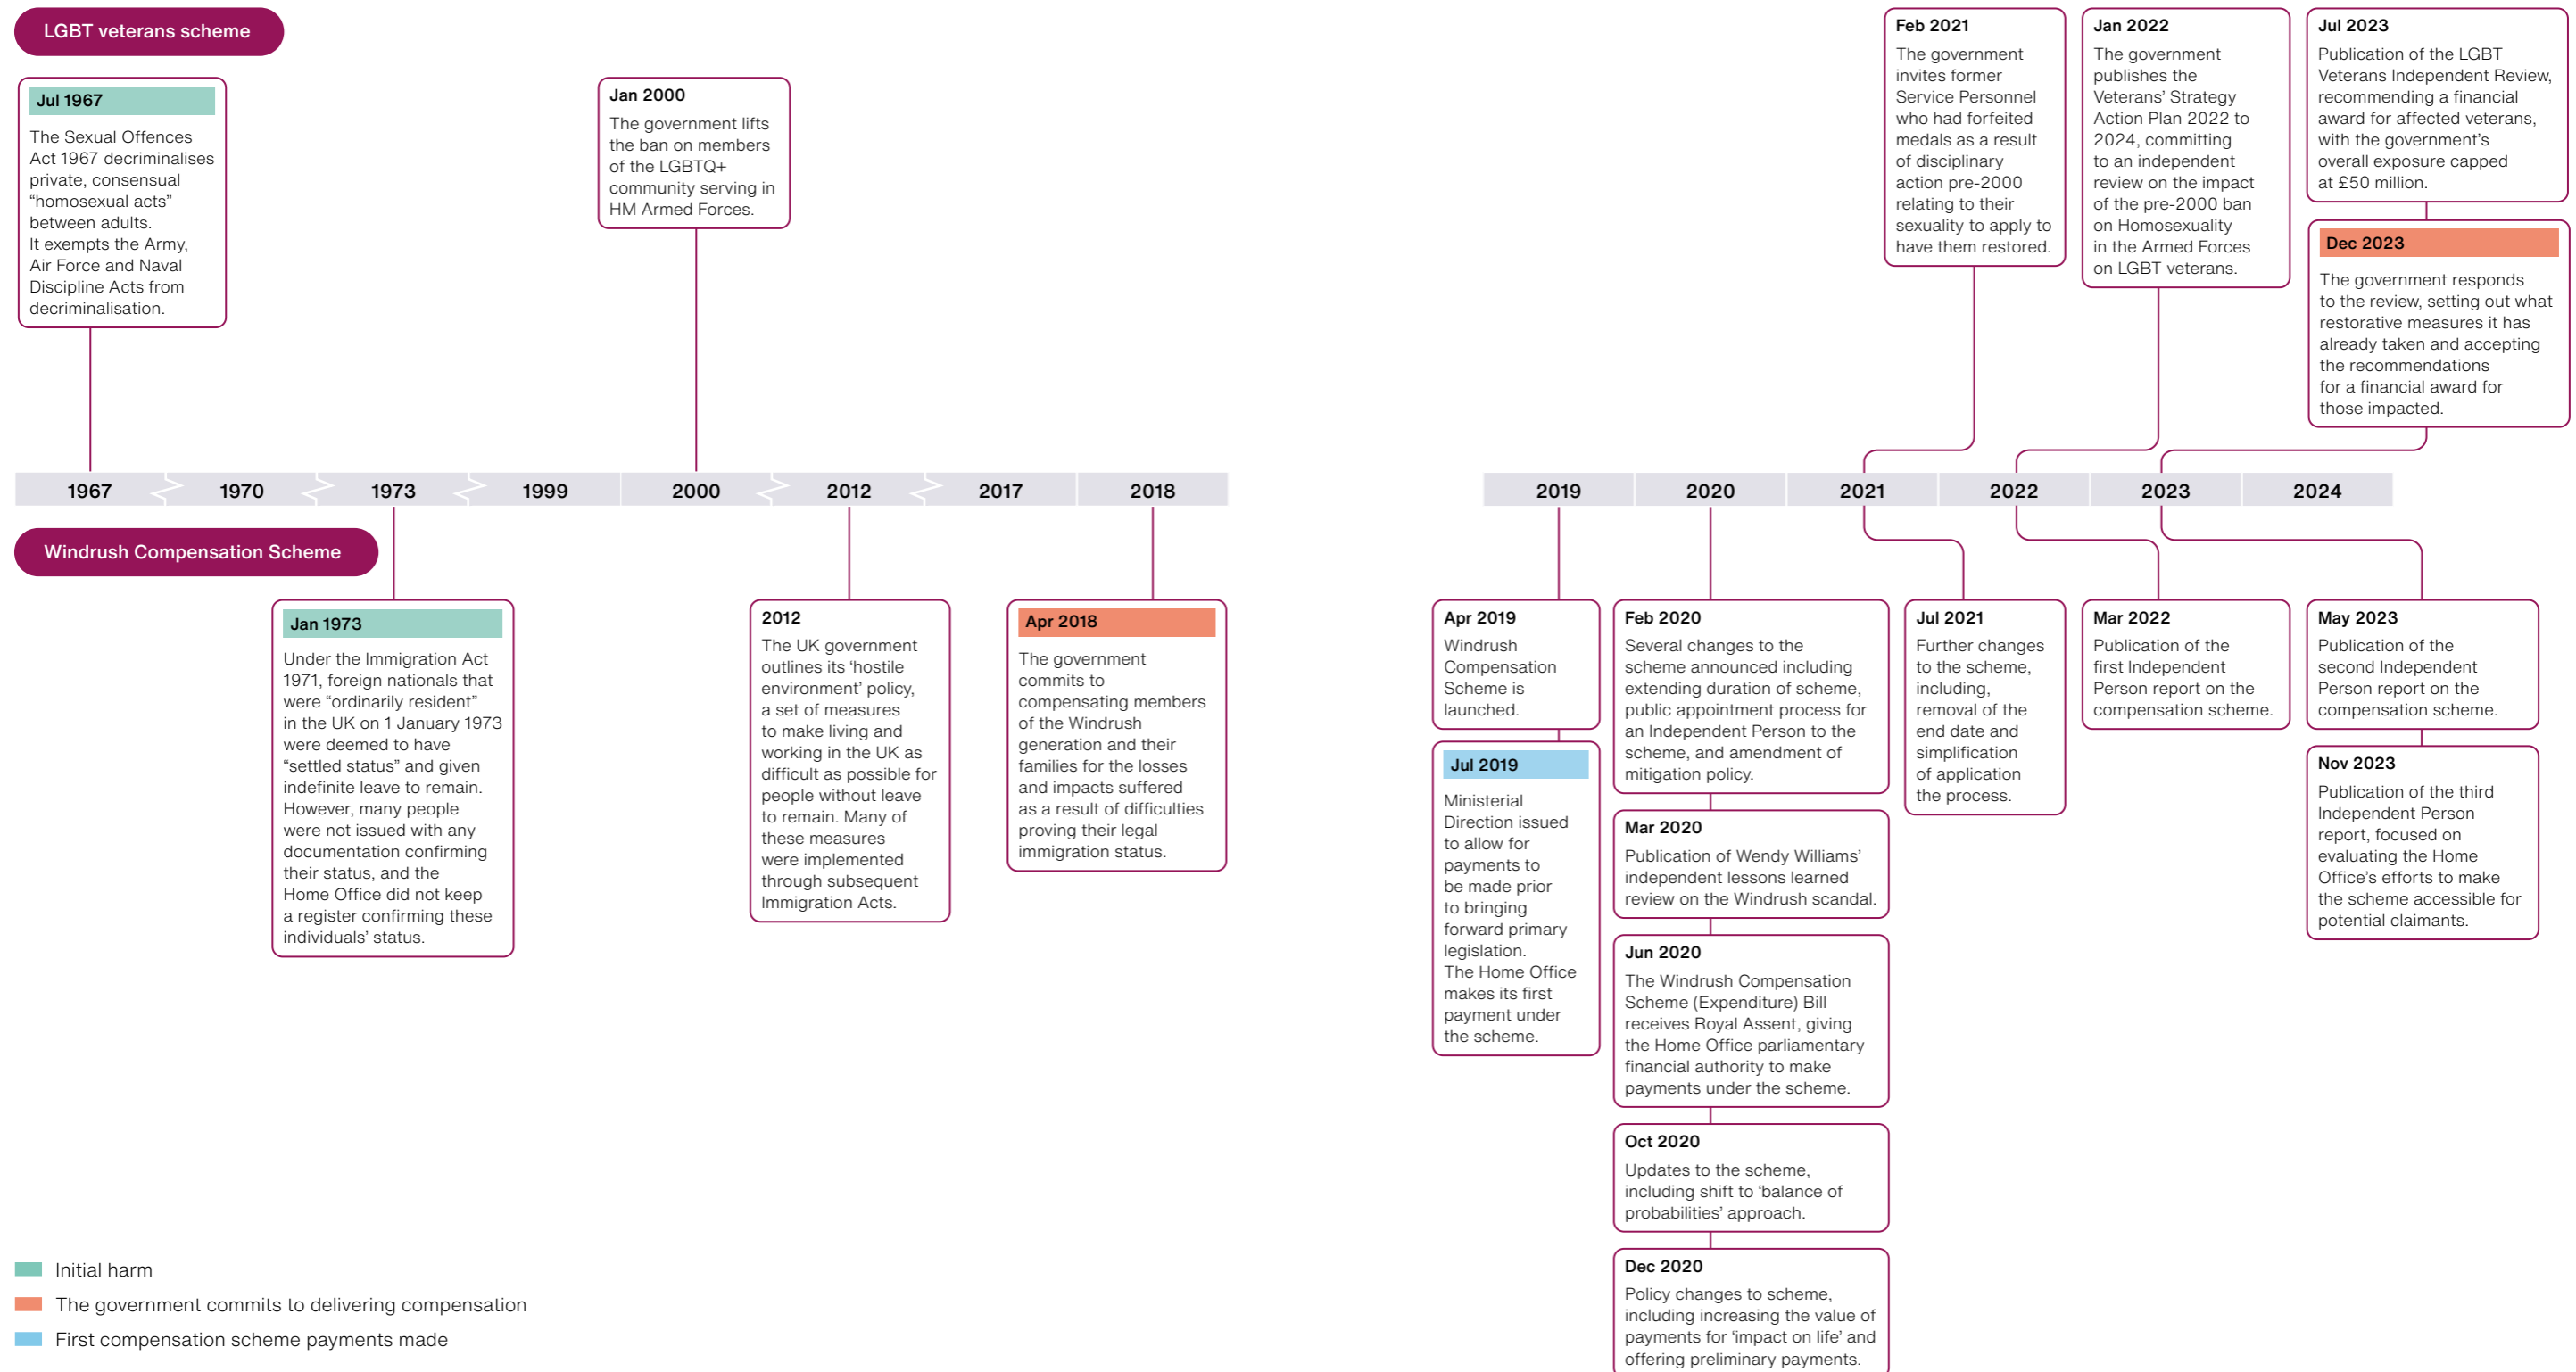 LGBT veterans scheme
Jul 1967
The Sexual Offences
Act 1967 decriminalises
private, consensual
“homosexual acts”
between adults.
It exempts the Army,
Air Force and Naval
Discipline Acts from
decriminalisation.
Jan 2000
The government lifts
the ban on members
of the LGBTQ+
community serving in
HM Armed Forces.
Feb 2021
The government
invites former
Service Personnel
who had forfeited
medals as a result
of disciplinary
action pre-2000
relating to their
sexuality to apply to
have them restored.
Jan 2022
The government
publishes the
Veterans’ Strategy
Action Plan 2022 to
2024, committing
to an independent
review on the impact
of the pre-2000 ban
on Homosexuality
in the Armed Forces
on LGBT veterans.
Jul 2023
Publication of the LGBT
Veterans Independent Review,
recommending a financial
award for affected veterans,
with the government’s
overall exposure capped
at £50 million.
Dec 2023
The government responds
to the review, setting out what
restorative measures it has
already taken and accepting
the recommendations
for a financial award for
those impacted.
1967 1970 1973 1999 2000 2012 2017 2018 2019 2020 2021 2022 2023 2024
Windrush Compensation Scheme
Jan 1973
Under the Immigration Act
1971, foreign nationals that
were “ordinarily resident”
in the UK on 1 January 1973
were deemed to have
“settled status” and given
indefinite leave to remain.
However, many people
were not issued with any
documentation confirming
their status, and the
Home Office did not keep
a register confirming these
individuals’ status.
2012
The UK government
outlines its ‘hostile
environment’ policy,
a set of measures
to make living and
working in the UK as
difficult as possible for
people without leave
to remain. Many of
these measures
were implemented
through subsequent
Immigration Acts.
Apr 2018
The government
commits to
compensating members
of the Windrush
generation and their
families for the losses
and impacts suffered
as a result of difficulties
proving their legal
immigration status.
Apr 2019
Windrush
Compensation
Scheme is
launched.
Jul 2019
Ministerial
Direction issued
to allow for
payments to
be made prior
to bringing
forward primary
legislation.
The Home Office
makes its first
payment under
the scheme.
Feb 2020
Several changes to the
scheme announced including
extending duration of scheme,
public appointment process for
an Independent Person to the
scheme, and amendment of
mitigation policy.
Mar 2020
Publication of Wendy Williams’
independent lessons learned
review on the Windrush scandal.
Jun 2020
The Windrush Compensation
Scheme (Expenditure) Bill
receives Royal Assent, giving
the Home Office parliamentary
financial authority to make
payments under the scheme.
Oct 2020
Updates to the scheme,
including shift to ‘balance of
probabilities’ approach.
Dec 2020
Policy changes to scheme,
including increasing the value of
payments for ‘impact on life’ and
offering preliminary payments.
Jul 2021
Further changes
to the scheme,
including,
removal of the
end date and
simplification
of application
the process.
Mar 2022
Publication of the
first Independent
Person report on the
compensation scheme.
May 2023
Publication of the
second Independent
Person report on the
compensation scheme.
Nov 2023
Publication of the third
Independent Person
report, focused on
evaluating the Home
Office’s efforts to make
the scheme accessible for
potential claimants.
Initial harm
The government commits to delivering compensation
First compensation scheme payments made